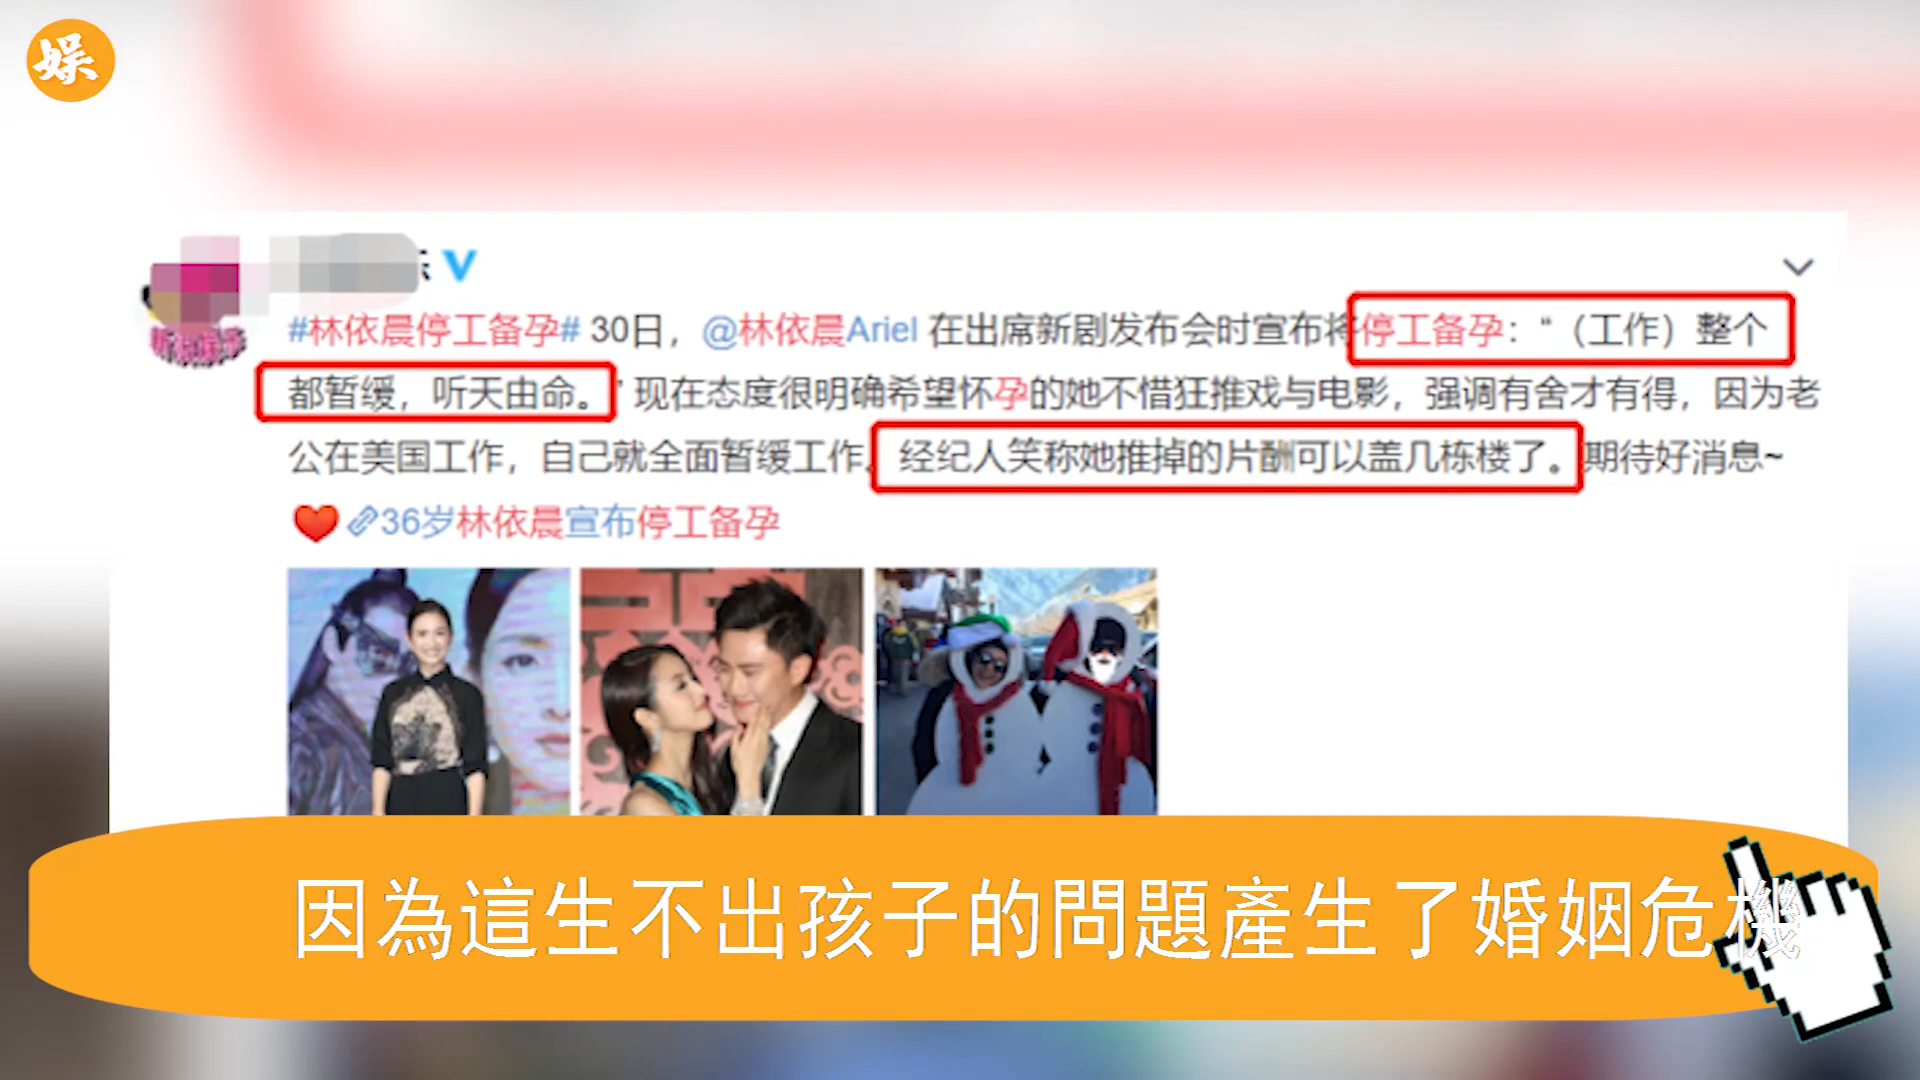 娱
乐
#林依晨停工备孕# 30日，@林依晨Ariel 在出席新剧发布会时宣布将停工备孕：“（工作）整个
都暂缓，听天由命。”现在态度很明确希望怀孕的她不惜狂推戏与电影，强调有舍才有得，因为老
公在美国工作，自己就全面暂缓工作，经纪人笑称她推掉的片酬可以盖几栋楼了。期待好消息~
36岁林依晨宣布停工备孕
因為這生不出孩子的問題產生了婚姻危機